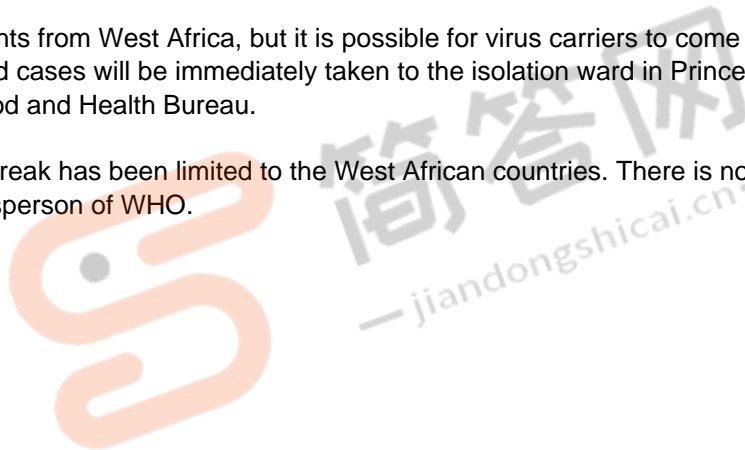 nts from West Africa, but it is possible for virus carriers to come
d cases will be immediately taken to the isolation ward in Prince
od and Health Bureau.
reak has been limited to the West African countries. There is no
sperson of WHO.
简答网
— jiandongshicai.cn